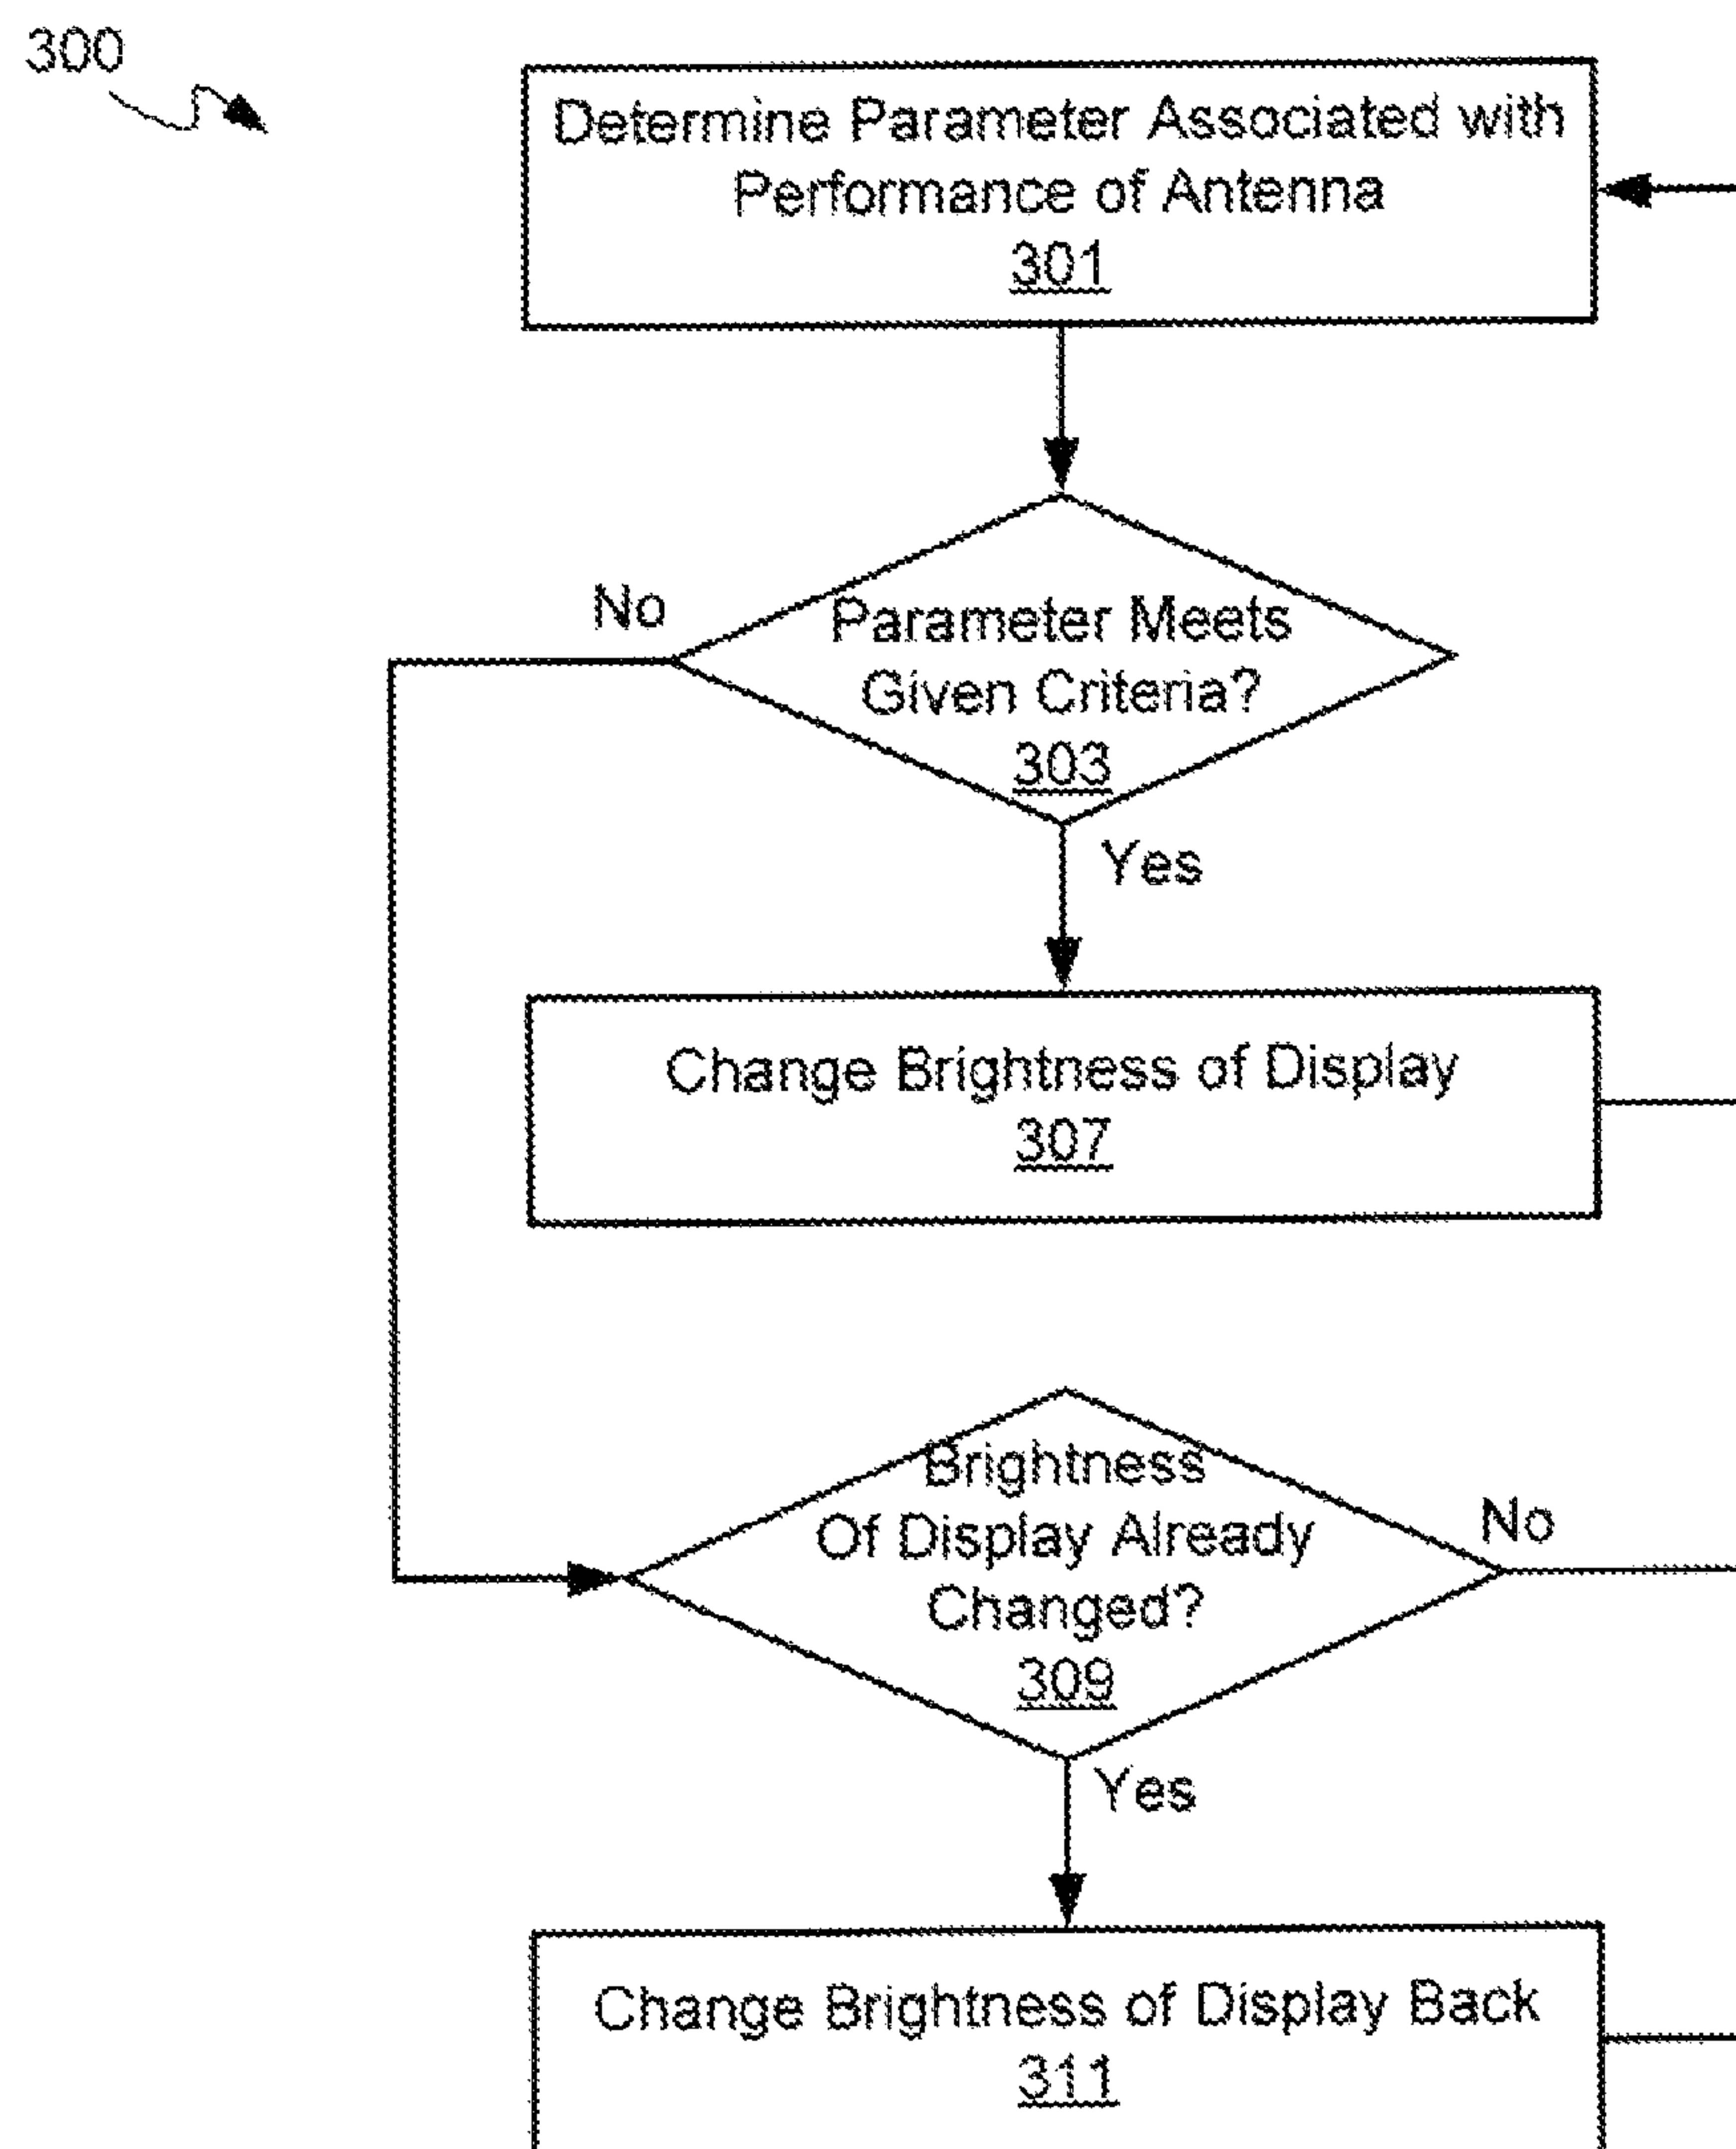 300
Determine Parameter Associated with
Performance of Antenna
301
No
Parameter Meets
Given Criteria?
303
Yes
Change Brightness of Display
307
Brightness
Of Display Already
Changed?
309
No
Yes
Change Brightness of Display Back
311